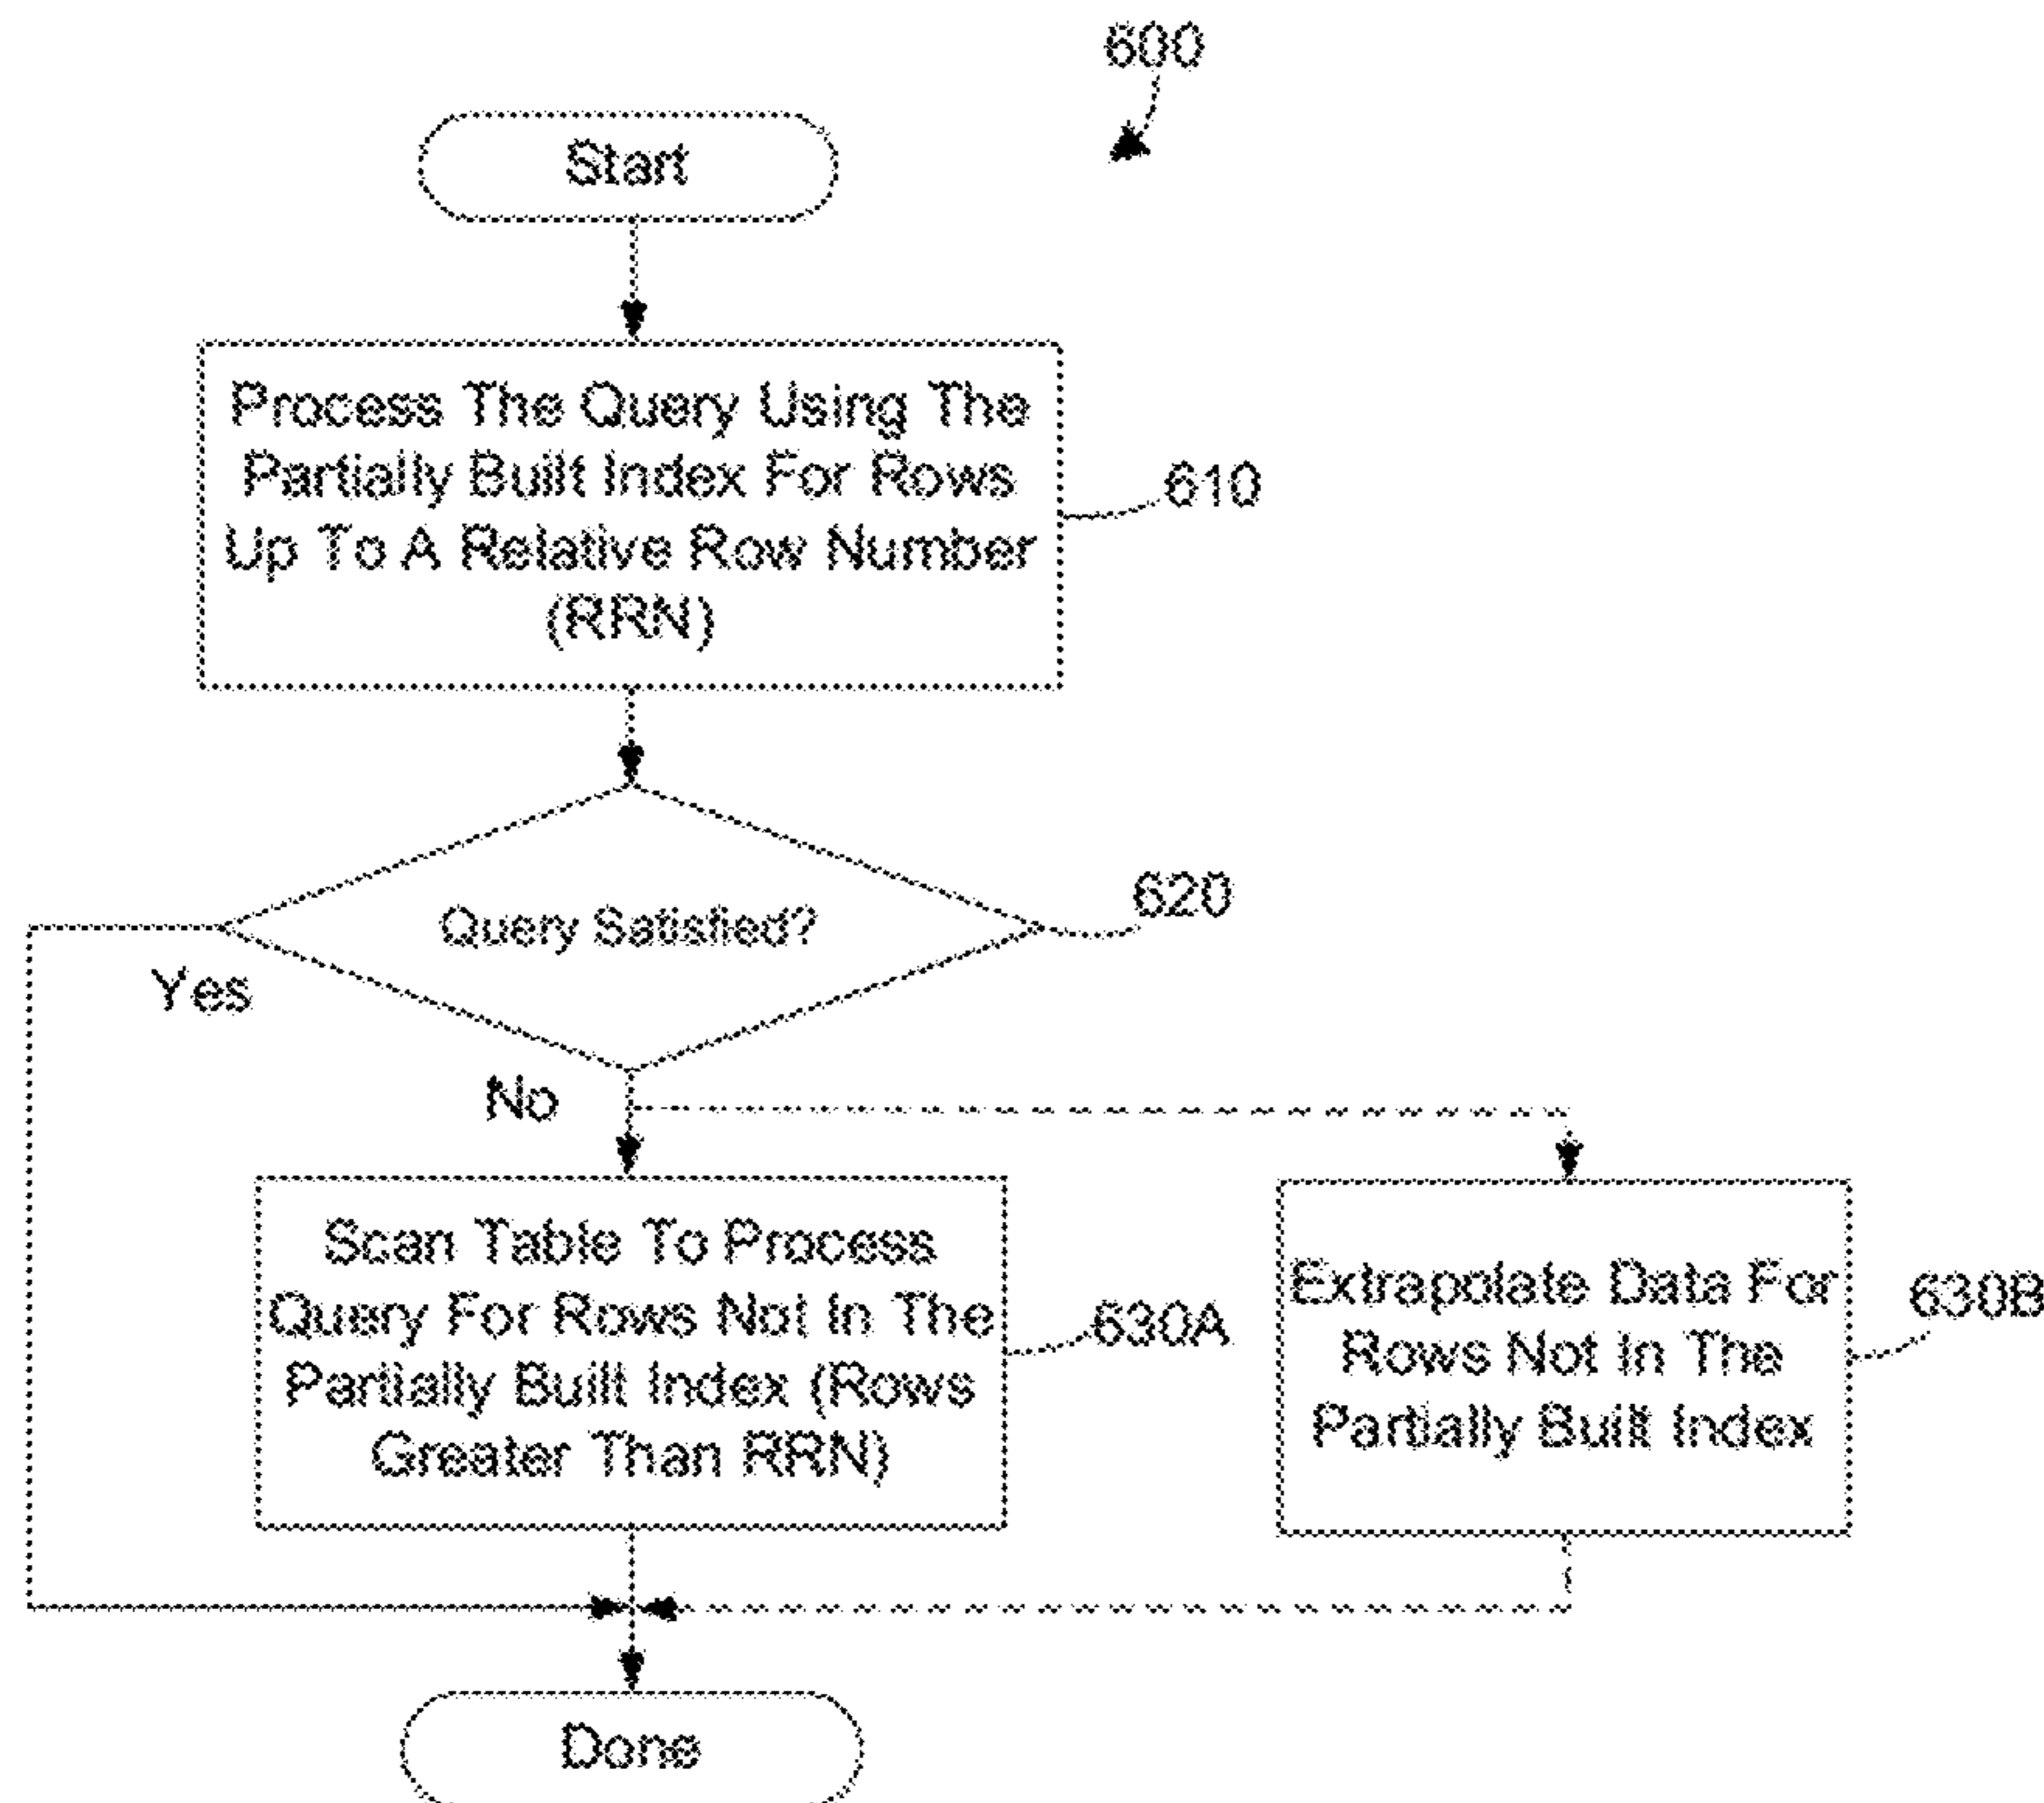 600
Start
Process The Query Using The
Partially Built Index For Rows
Up To A Relative Row Number
(RRN)
610
Query Satisfied?
620
Yes
No
Scan Table To Process
Query For Rows Not In The
Partially Built Index (Rows
Greater Than RRN)
630A
Extrapolate Data For
Rows Not In The
Partially Built Index
630B
Done